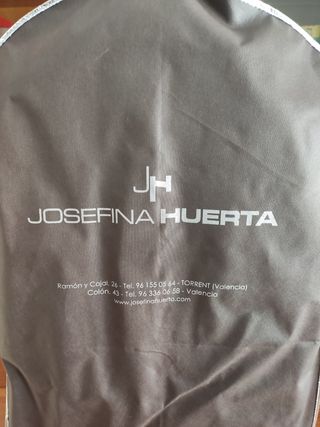 JH
JOSEFINA HUERTA
Ramón y Cajal, 26 - Tel. 96 155 05 64 - TORRENT (Valencia)
Colón, 43 - Tel. 96 336 06 58 - Valencia
www.josefinahuerta.com